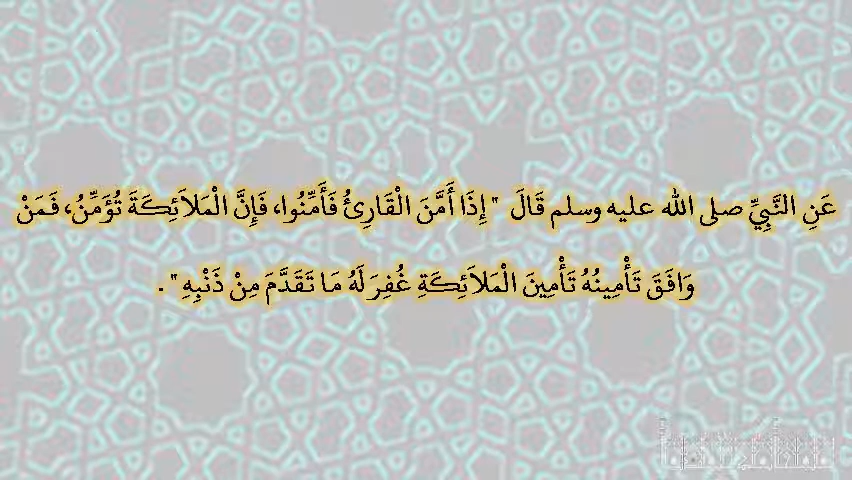 عَنِ النَّبِيِّ صلى الله عليه وسلم قَالَ " إِذَا أَمَّنَ الْقَارِئُ فَأَمِّنُوا، فَإِنَّ الْمَلاَئِكَةَ تُؤَمِّنُ، فَمَنْ
وَافَقَ تَأْمِينُهُ تَأْمِينَ الْمَلاَئِكَةِ غُفِرَ لَهُ مَا تَقَدَّمَ مِنْ ذَنْبِهِ ".